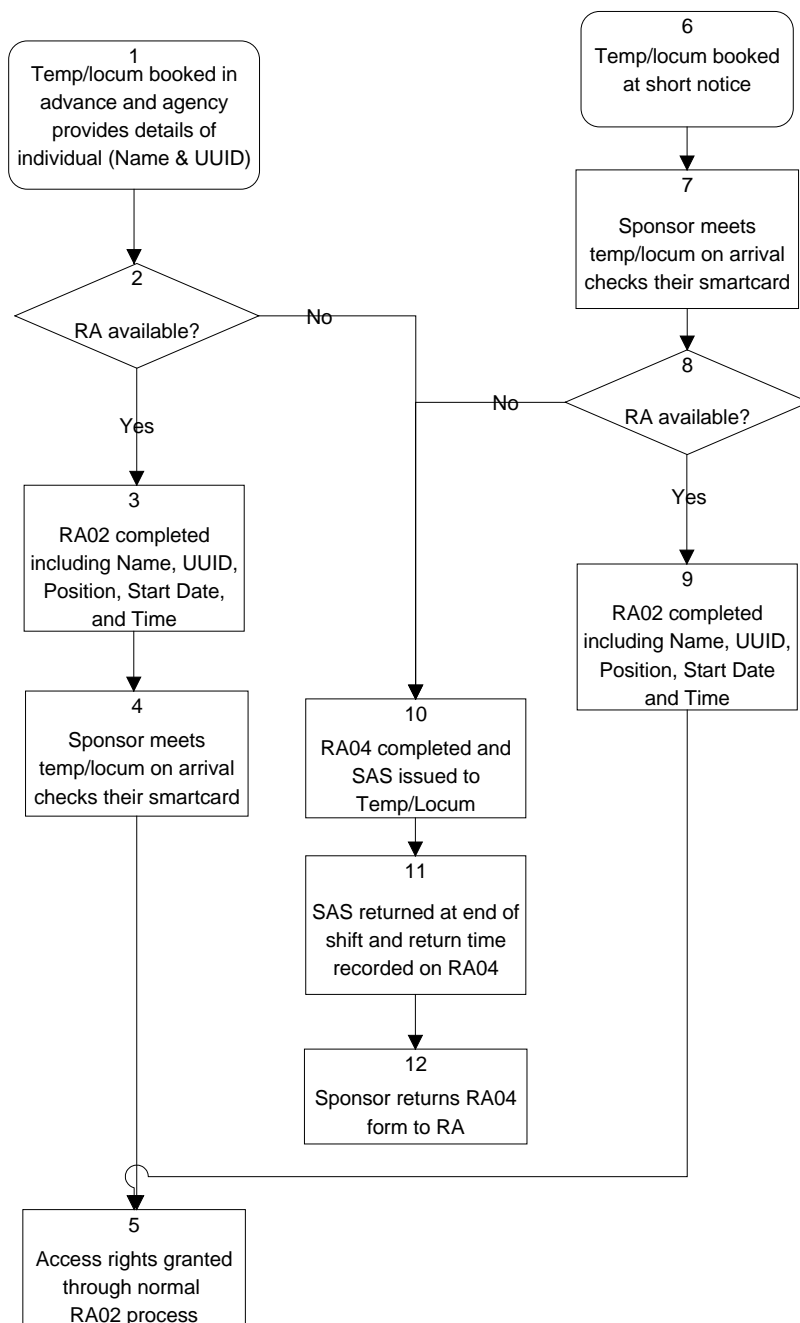 1
Temp/locum booked in
advance and agency
provides details of
individual (Name & UUID)
2
RA available?
No
Yes
3
RA02 completed
including Name, UUID,
Position, Start Date,
and Time
4
Sponsor meets
temp/locum on arrival
checks their smartcard
5
Access rights granted
through normal
RA02 process
6
Temp/locum booked
at short notice
7
Sponsor meets
temp/locum on arrival
checks their smartcard
8
RA available?
No
Yes
9
RA02 completed
including Name, UUID,
Position, Start Date
and Time
10
RA04 completed and
SAS issued to
Temp/Locum
11
SAS returned at end of
shift and return time
recorded on RA04
12
Sponsor returns RA04
form to RA